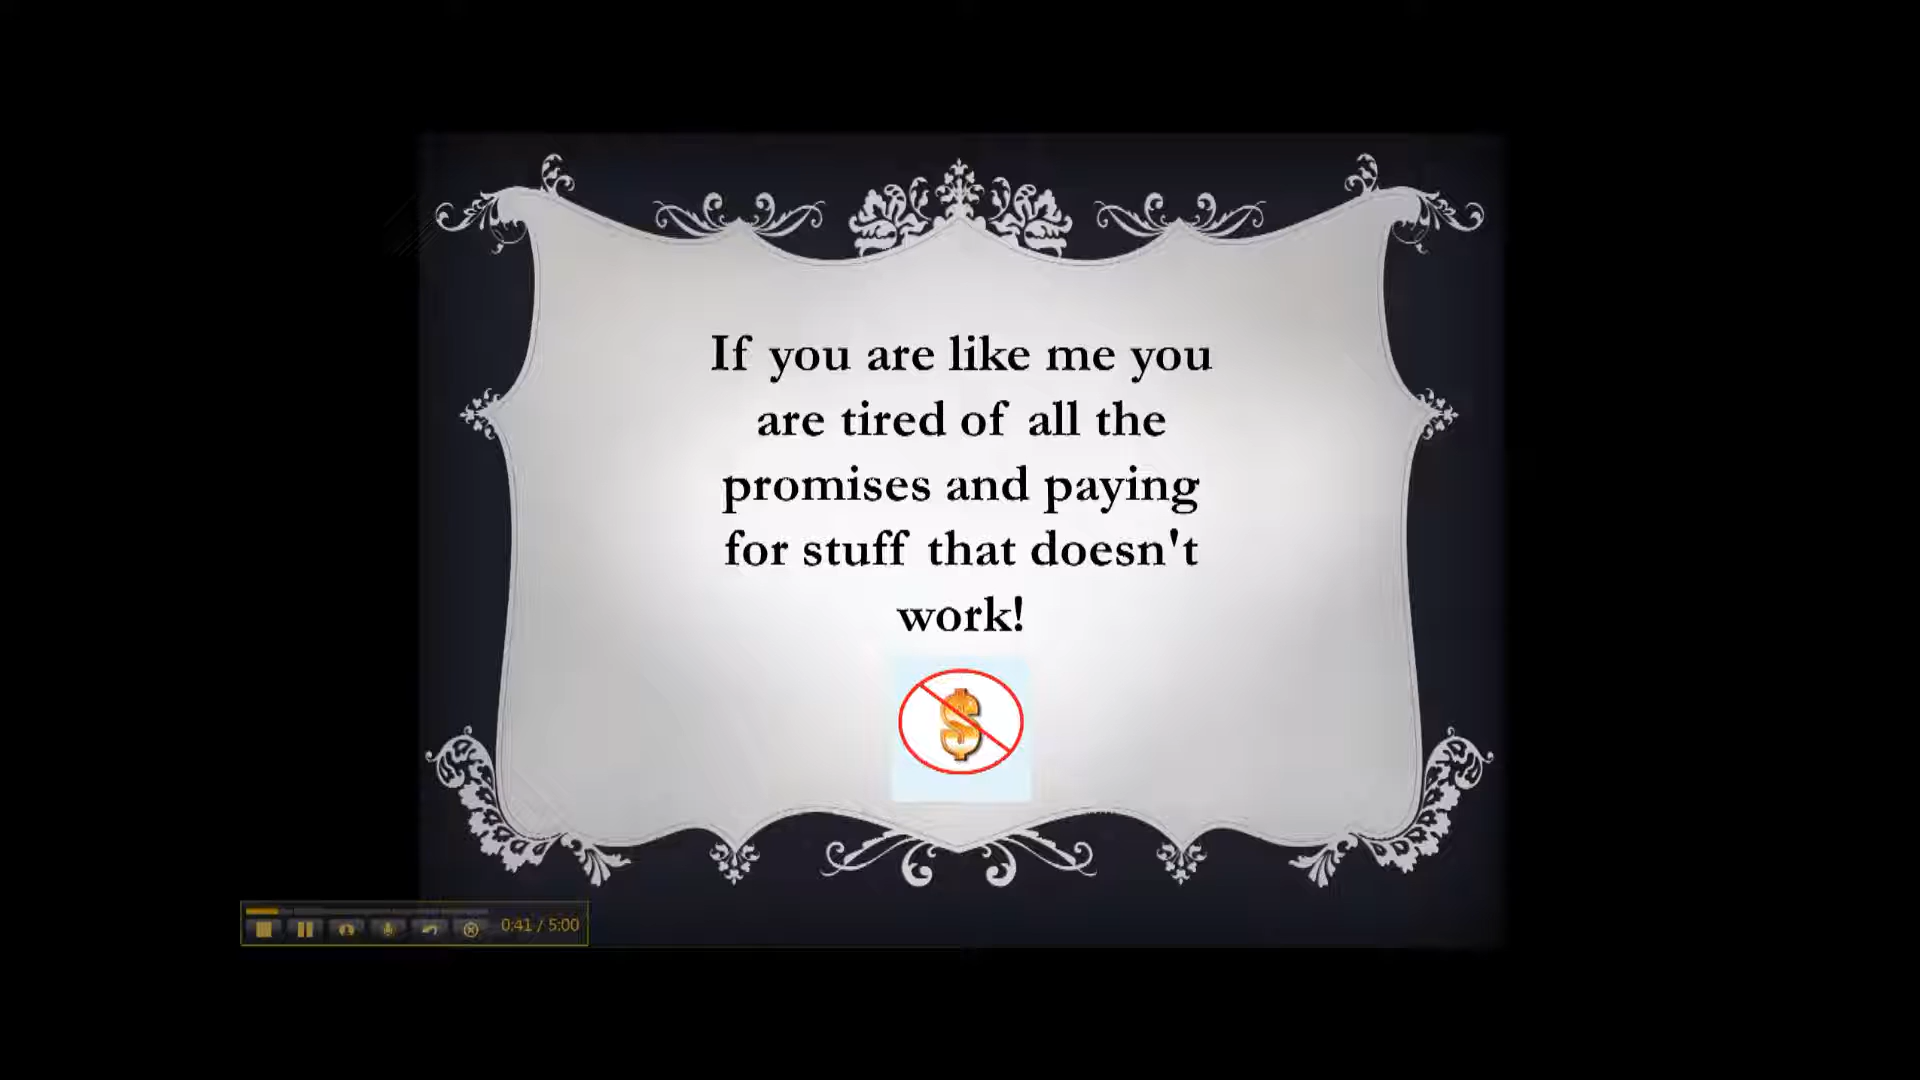 If you are like me you
are tired of all the
promises and paying
for stuff that doesn't
work!
$
0:41 / 5:00